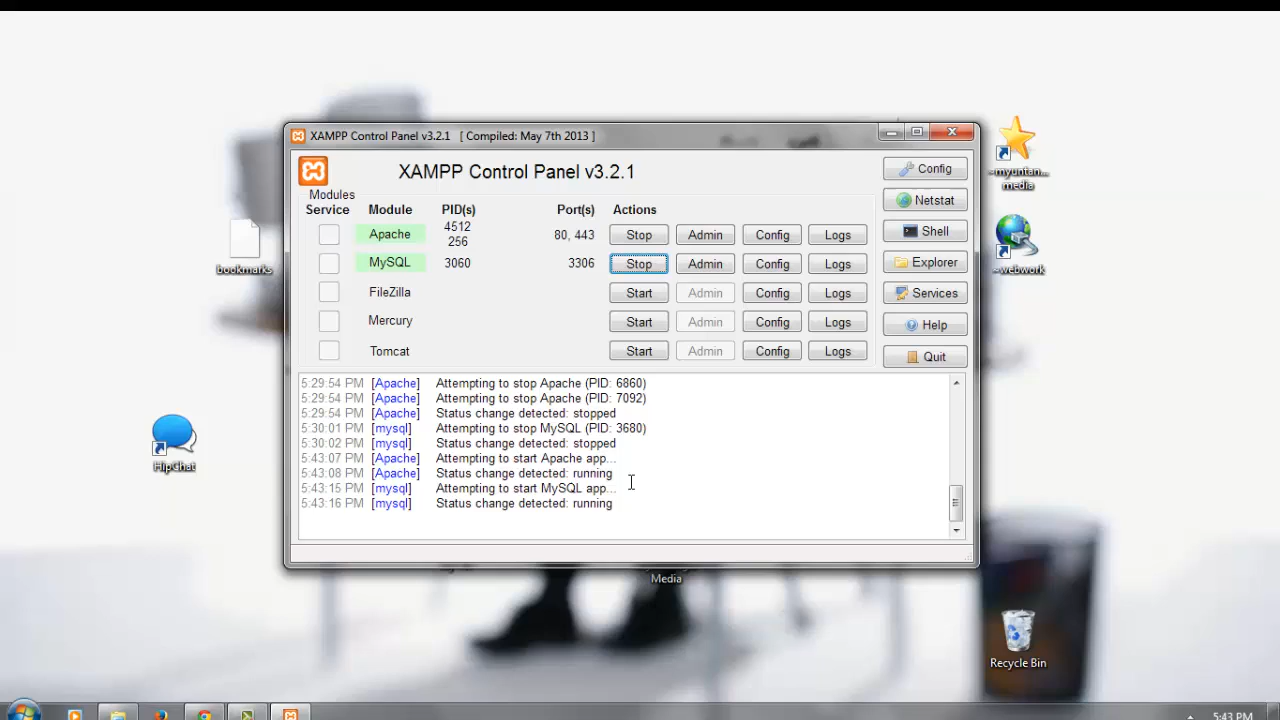 XAMPP Control Panel v3.2.1 [ Compiled: May 7th 2013 ]
XAMPP Control Panel v3.2.1
Config
Modules
Service Module PID(s) Port(s) Actions
Netstat
Apache 4512 80, 443 Stop Admin Config Logs
256
Shell
MySQL 3060 3306 Stop Admin Config Logs
Explorer
FileZilla Start Admin Config Logs
Services
Mercury Start Admin Config Logs
Help
Tomcat Start Admin Config Logs
Quit
5:29:54 PM [Apache] Attempting to stop Apache (PID: 6860)
5:29:54 PM [Apache] Attempting to stop Apache (PID: 7092)
5:29:54 PM [Apache] Status change detected: stopped
5:30:01 PM [mysql] Attempting to stop MySQL (PID: 3680)
5:30:02 PM [mysql] Status change detected: stopped
5:43:07 PM [Apache] Attempting to start Apache app...
5:43:08 PM [Apache] Status change detected: running
5:43:15 PM [mysql] Attempting to start MySQL app...
5:43:16 PM [mysql] Status change detected: running
bookmarks
~myuntan...
media
~webwork
HipChat
Media
Recycle Bin
5:43 PM